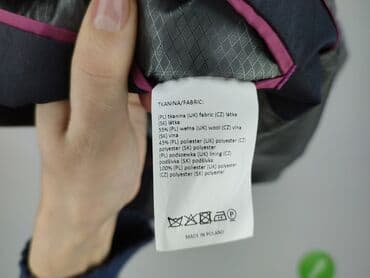 TKANINA/FABRIC:
(PL) tkanina (UK) fabric (CZ) látka
(SK) látka
55% (PL) wełna (UK) wool (CZ) vlna
(SK) vlna
45% (PL) poliester (UK) polyester (CZ)
polyester (SK) polyester
(PL) podszewka (UK) lining (CZ)
podšívka (SK) podšívka
100% (PL) poliester (UK) polyester (CZ)
polyester (SK) polyester
P
MADE IN POLAND